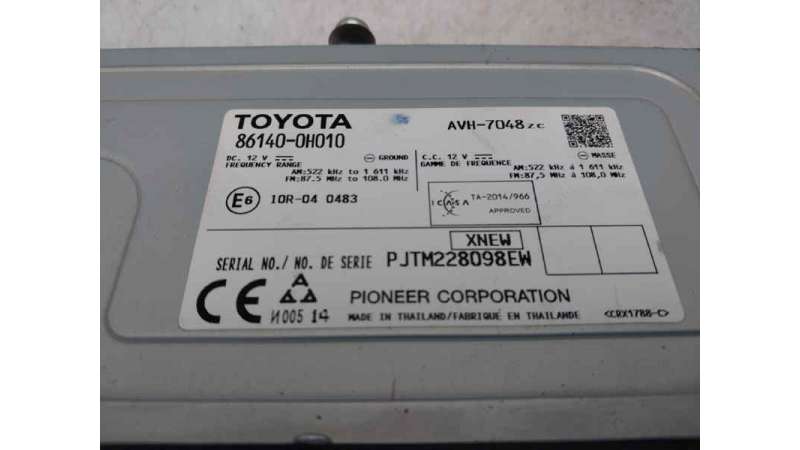 TOYOTA
86140-0H010
AVH-7048zc
DC. 12 V GROUND
FREQUENCY RANGE
AM:522 kHz to 1 611 kHz
FM:87.5 MHz to 108.0 MHz
C.C. 12 V MASSE
GAMME DE FREQUENCE
AM:522 kHz à 1 611 kHz
FM:87,5 MHz à 108,0 MHz
E6 10R-04 0483
ICASA TA-2014/966
APPROVED
XNEW
SERIAL NO./ NO. DE SERIE PJTM228098EW
CE
И005 14
PIONEER CORPORATION
MADE IN THAILAND/FABRIQUÉ EN THAILANDE
<CRX1788-C>